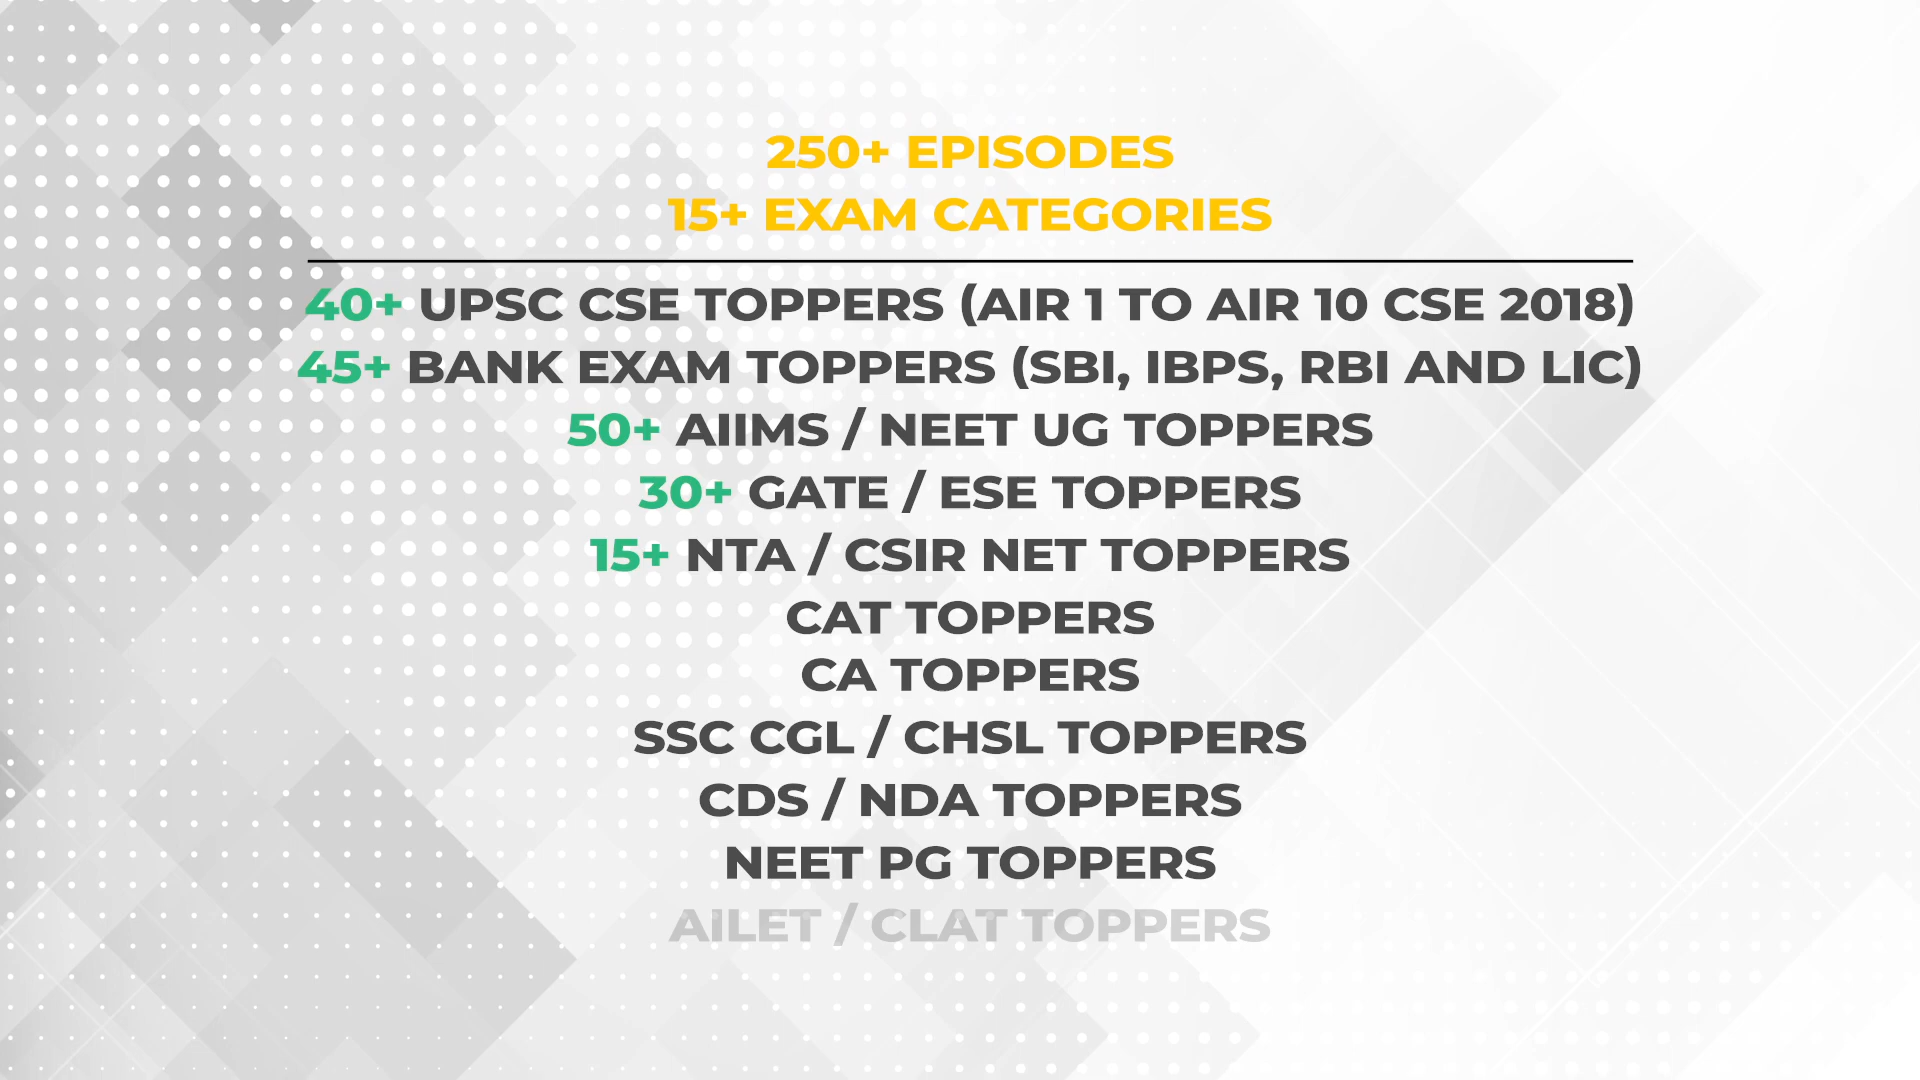 250+ EPISODES
15+ EXAM CATEGORIES
40+ UPSC CSE TOPPERS (AIR 1 TO AIR 10 CSE 2018)
45+ BANK EXAM TOPPERS (SBI, IBPS, RBI AND LIC)
50+ AIIMS / NEET UG TOPPERS
30+ GATE / ESE TOPPERS
15+ NTA / CSIR NET TOPPERS
CAT TOPPERS
CA TOPPERS
SSC CGL / CHSL TOPPERS
CDS / NDA TOPPERS
NEET PG TOPPERS
AILET / CLAT TOPPERS